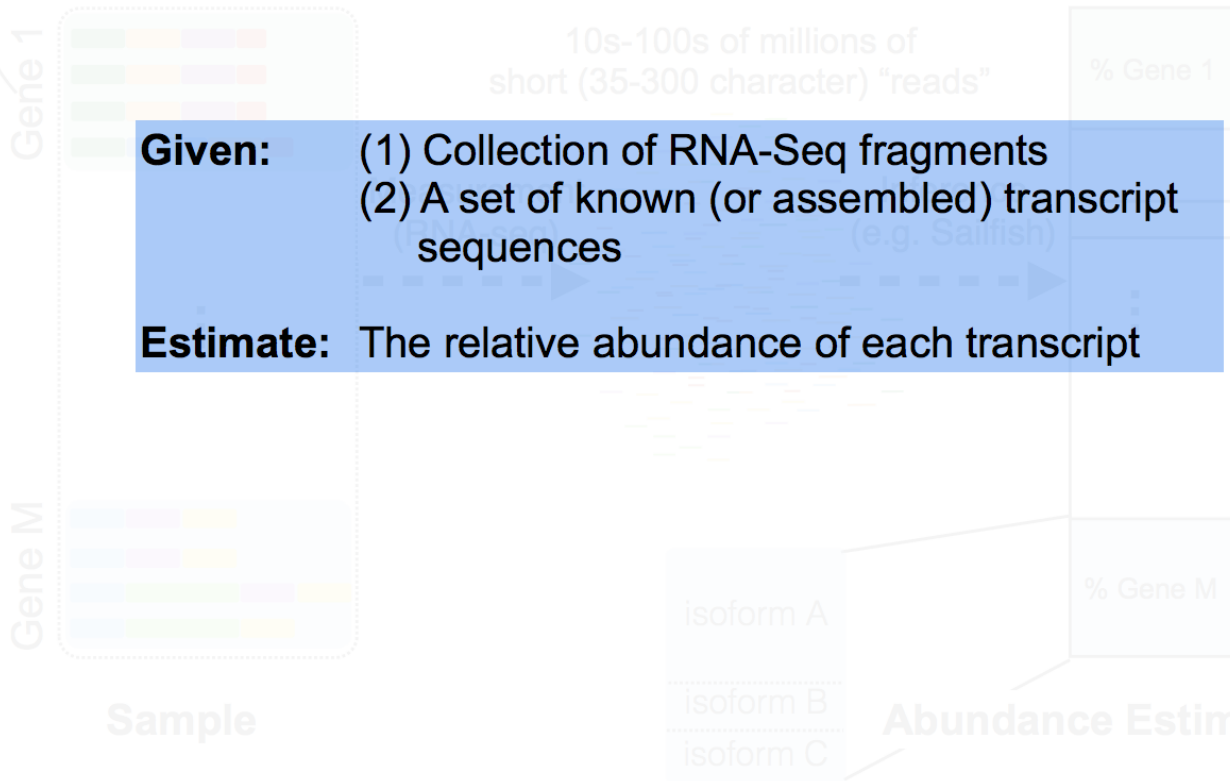 Gene 1
10s-100s of millions of
short (35-300 character) “reads”
% Gene 1
Given: (1) Collection of RNA-Seq fragments
(2) A set of known (or assembled) transcript
sequences
(RNA-seq)
(e.g. Sailfish)
Estimate: The relative abundance of each transcript
Gene M
% Gene M
isoform A
isoform B
isoform C
Sample
Abundance Estim